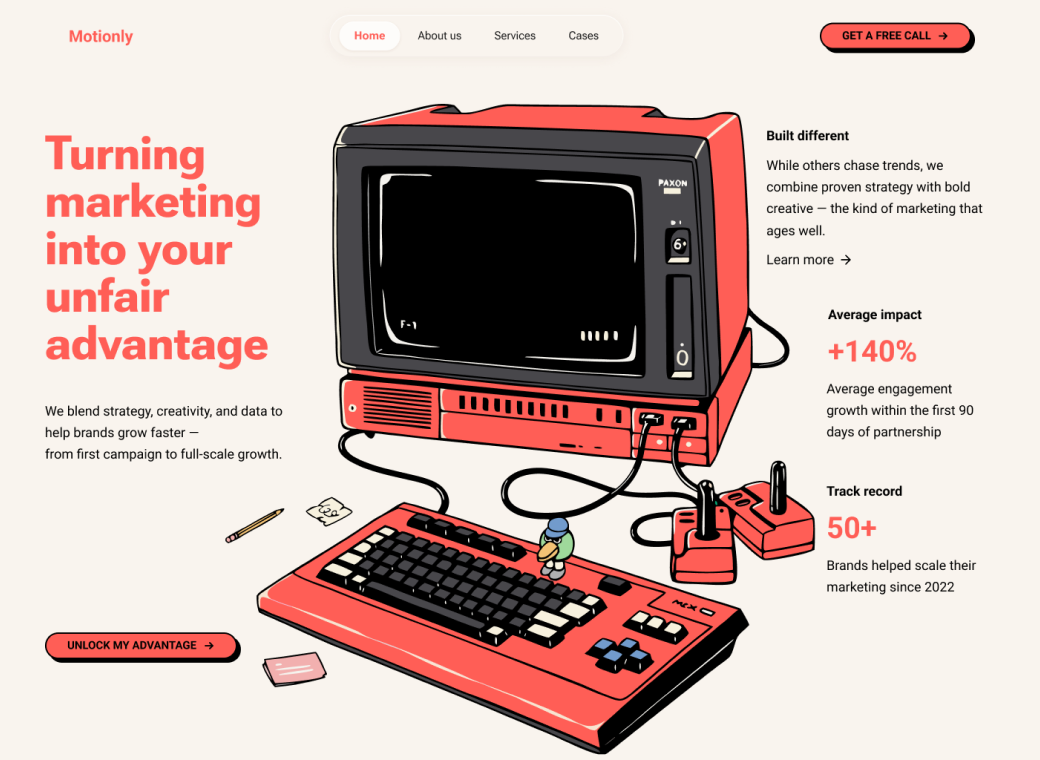 Motionly
Home
About us
Services
Cases
GET A FREE CALL →
Turning
marketing
into your
unfair
advantage
We blend strategy, creativity, and data to
help brands grow faster —
from first campaign to full-scale growth.
UNLOCK MY ADVANTAGE →
PAXON
6
F-1
0
Built different
While others chase trends, we
combine proven strategy with bold
creative — the kind of marketing that
ages well.
Learn more →
Average impact
+140%
Average engagement
growth within the first 90
days of partnership
Track record
50+
Brands helped scale their
marketing since 2022